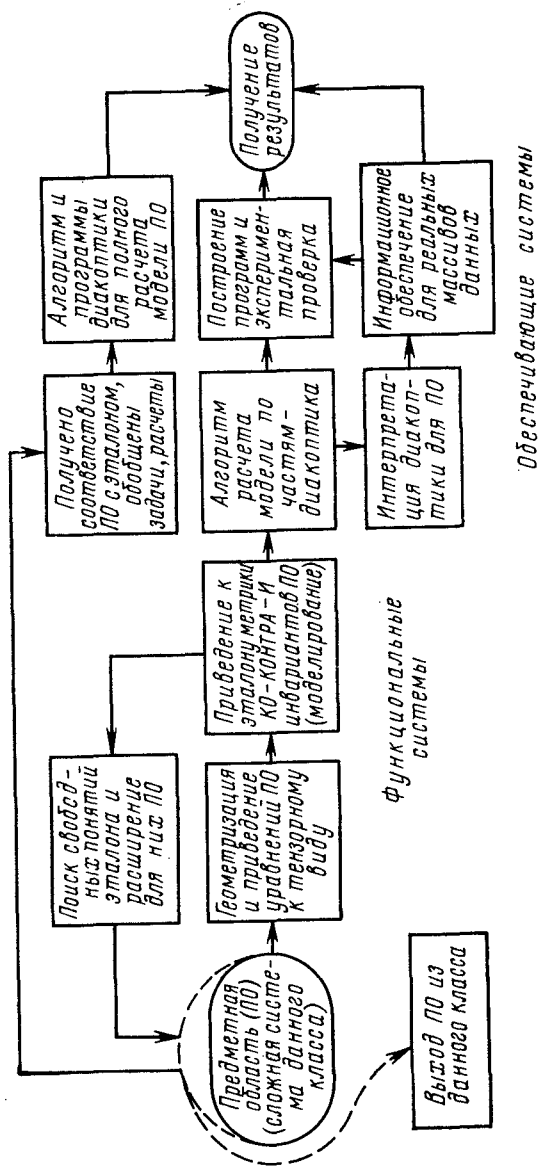 Предметная
область (ПО)
(сложная систе-
ма данного
класса)
Выход ПО из
данного класса
Поиск свобод-
ных понятий
эталона и
расширение
для них ПО
Геометризация
и приведение
уравнений ПО
к тензорному
виду
Приведение к
эталону метрики
КО-КОНТРА-И
инвариантов ПО
(моделирование)
Функциональные
системы
Получено
соответствие
ПО с эталоном,
обобщены
задачи, расчеты
Алгоритм
расчета
модели по
частям-
диакоптика
Интерпрета-
ция диакоп-
тики для ПО
Алгоритм и
программы
диакоптики
для полного
расчета
модели ПО
Построение
программ и
эксперимен-
тальная
проверка
Информационное
обеспечение
для реальных
массивов
данных
Получение
результатов
Обеспечивающие системы